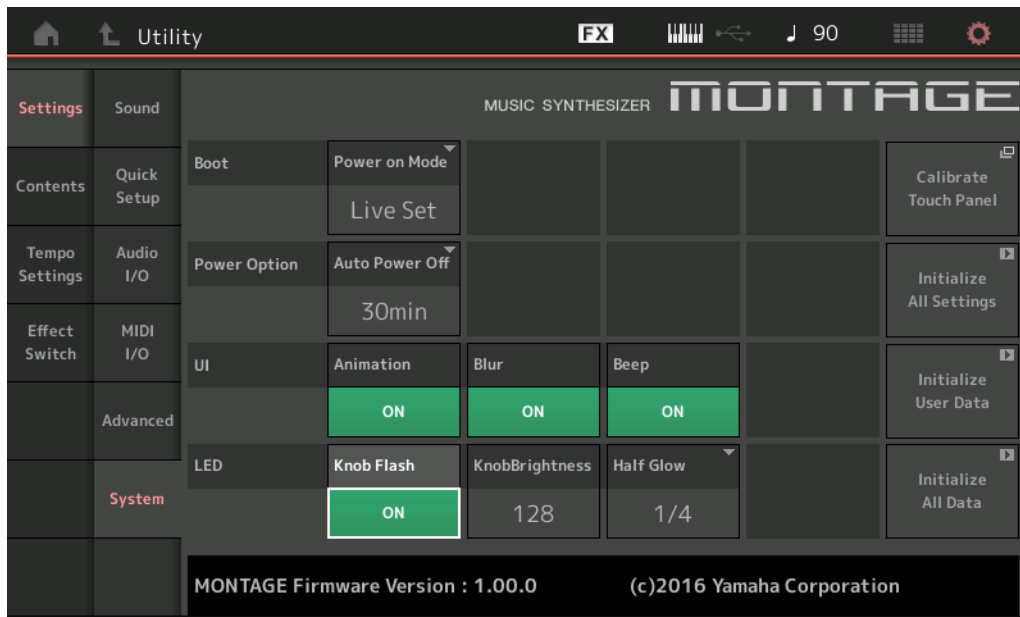 Utility
FX
♩ 90
Settings
Sound
MUSIC SYNTHESIZER MONTAGE
Contents
Quick
Setup
Boot
Power on Mode
Live Set
Calibrate
Touch Panel
Tempo
Settings
Audio
I/O
Power Option
Auto Power Off
30min
Initialize
All Settings
Effect
Switch
MIDI
I/O
UI
Animation
ON
Blur
ON
Beep
ON
Initialize
User Data
Advanced
LED
Knob Flash
ON
KnobBrightness
128
Half Glow
1/4
Initialize
All Data
System
MONTAGE Firmware Version : 1.00.0 (c)2016 Yamaha Corporation